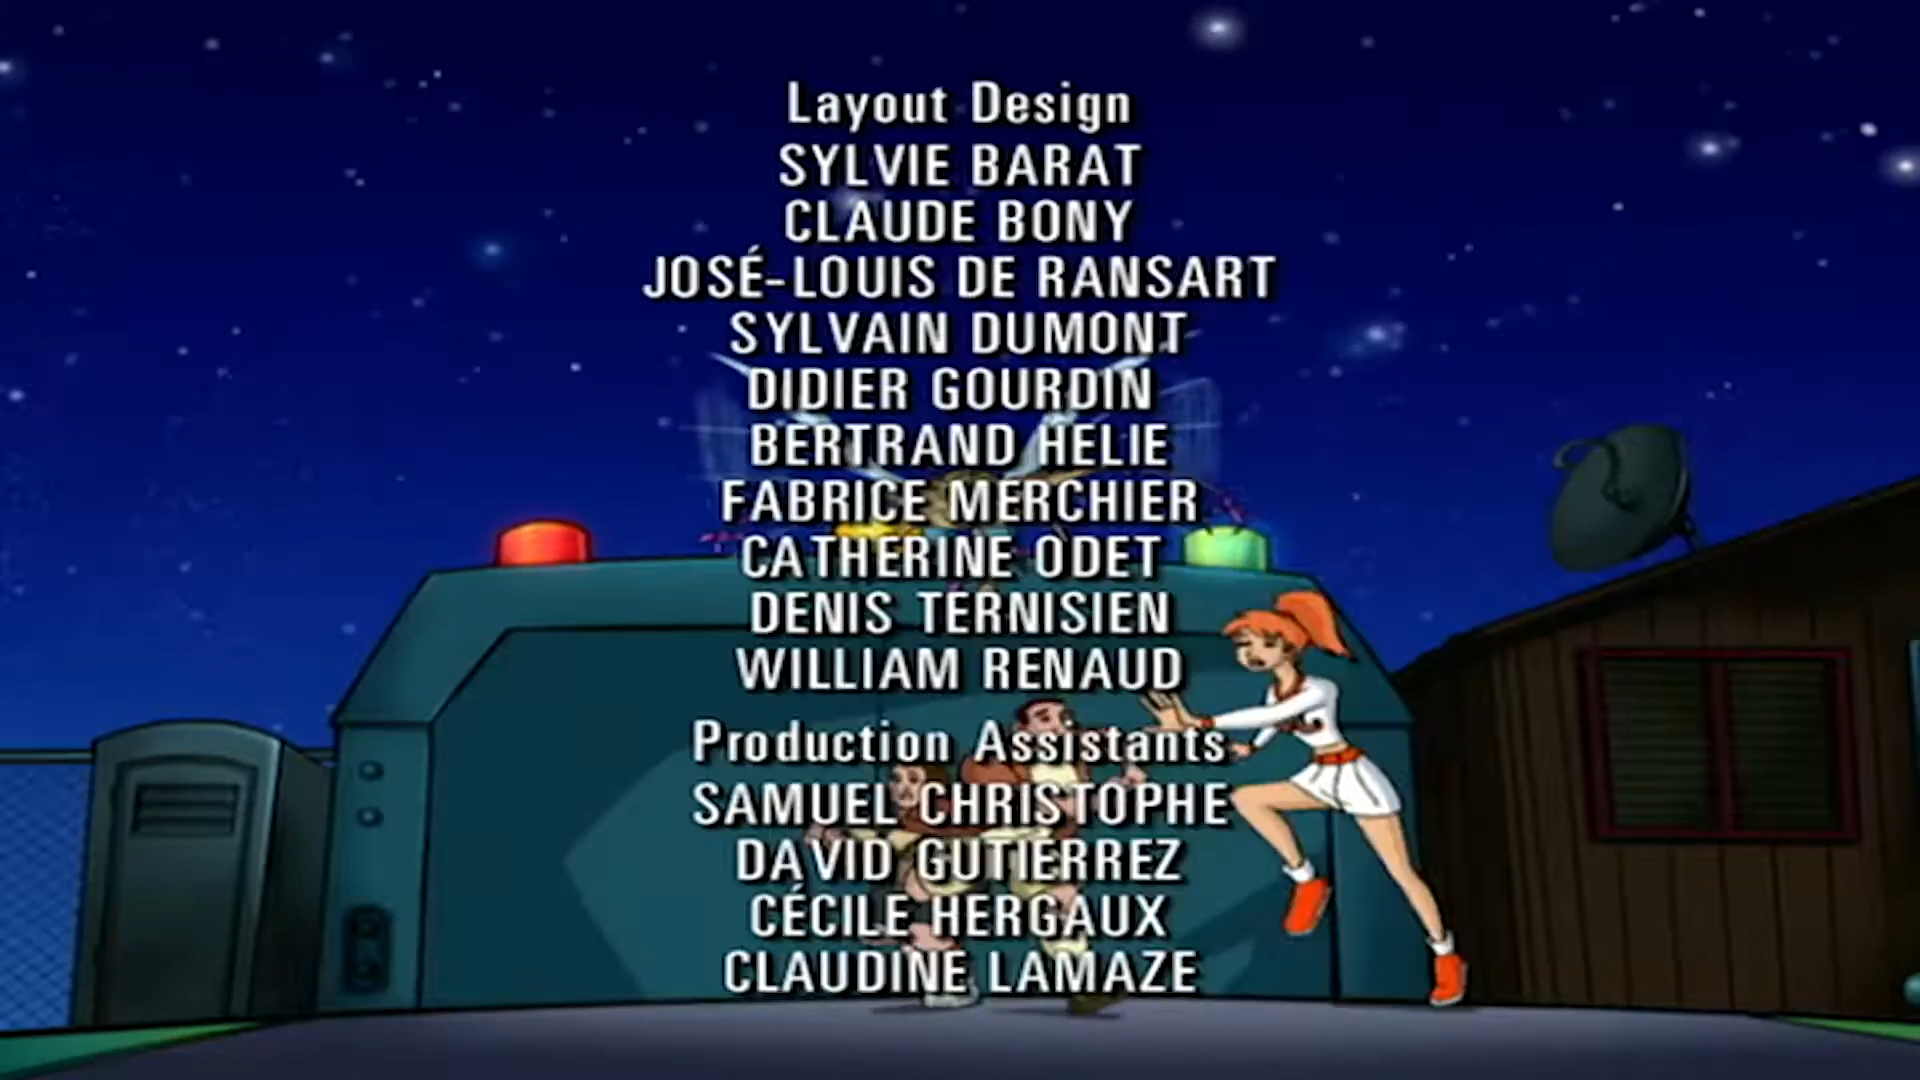 Layout Design
SYLVIE BARAT
CLAUDE BONY
JOSÉ-LOUIS DE RANSART
SYLVAIN DUMONT
DIDIER GOURDIN
BERTRAND HELIE
FABRICE MERCHIER
CATHERINE ODET
DENIS TERNISIEN
WILLIAM RENAUD
Production Assistants
SAMUEL CHRISTOPHE
DAVID GUTIERREZ
CÉCILE HERGAUX
CLAUDINE LAMAZE